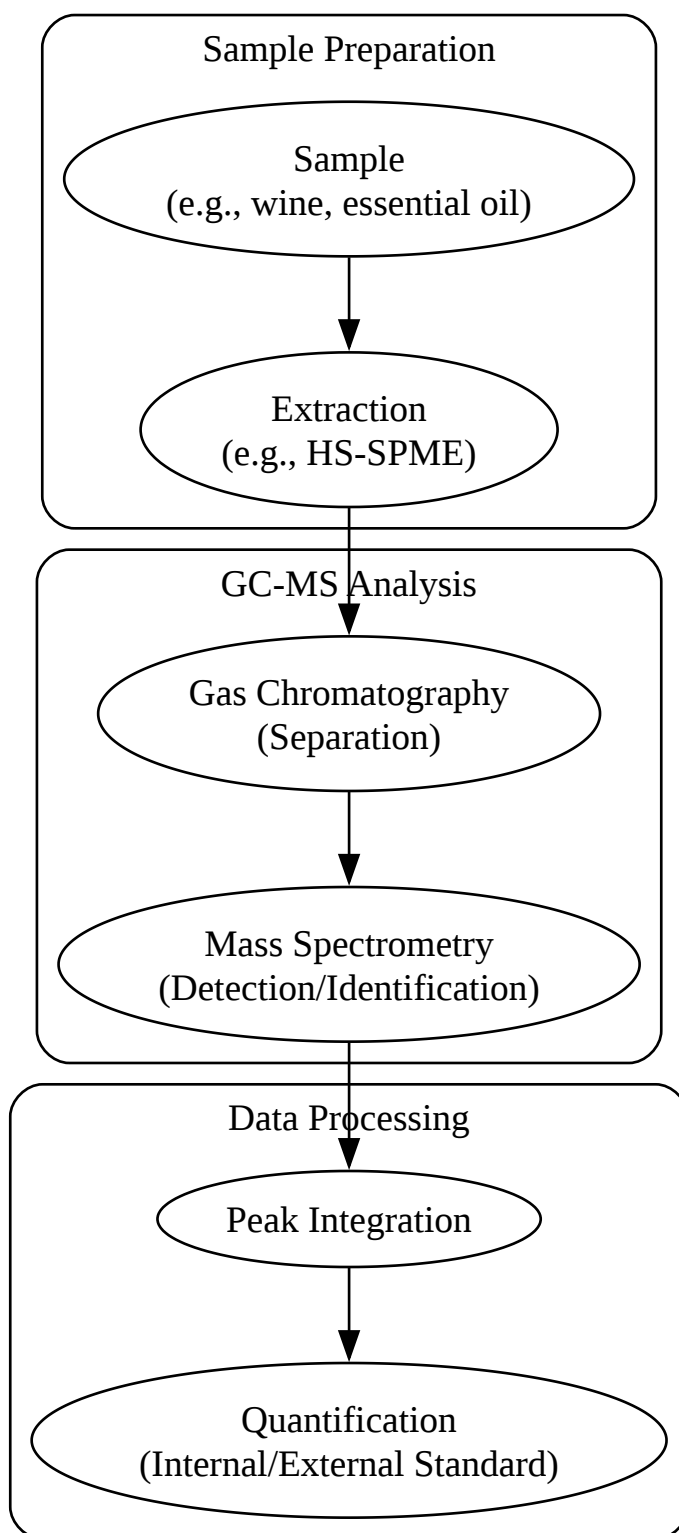 Sample Preparation
Sample
(e.g., wine, essential oil)
Extraction
(e.g., HS-SPME)
GC-MS Analysis
Gas Chromatography
(Separation)
Mass Spectrometry
(Detection/Identification)
Data Processing
Peak Integration
Quantification
(Internal/External Standard)